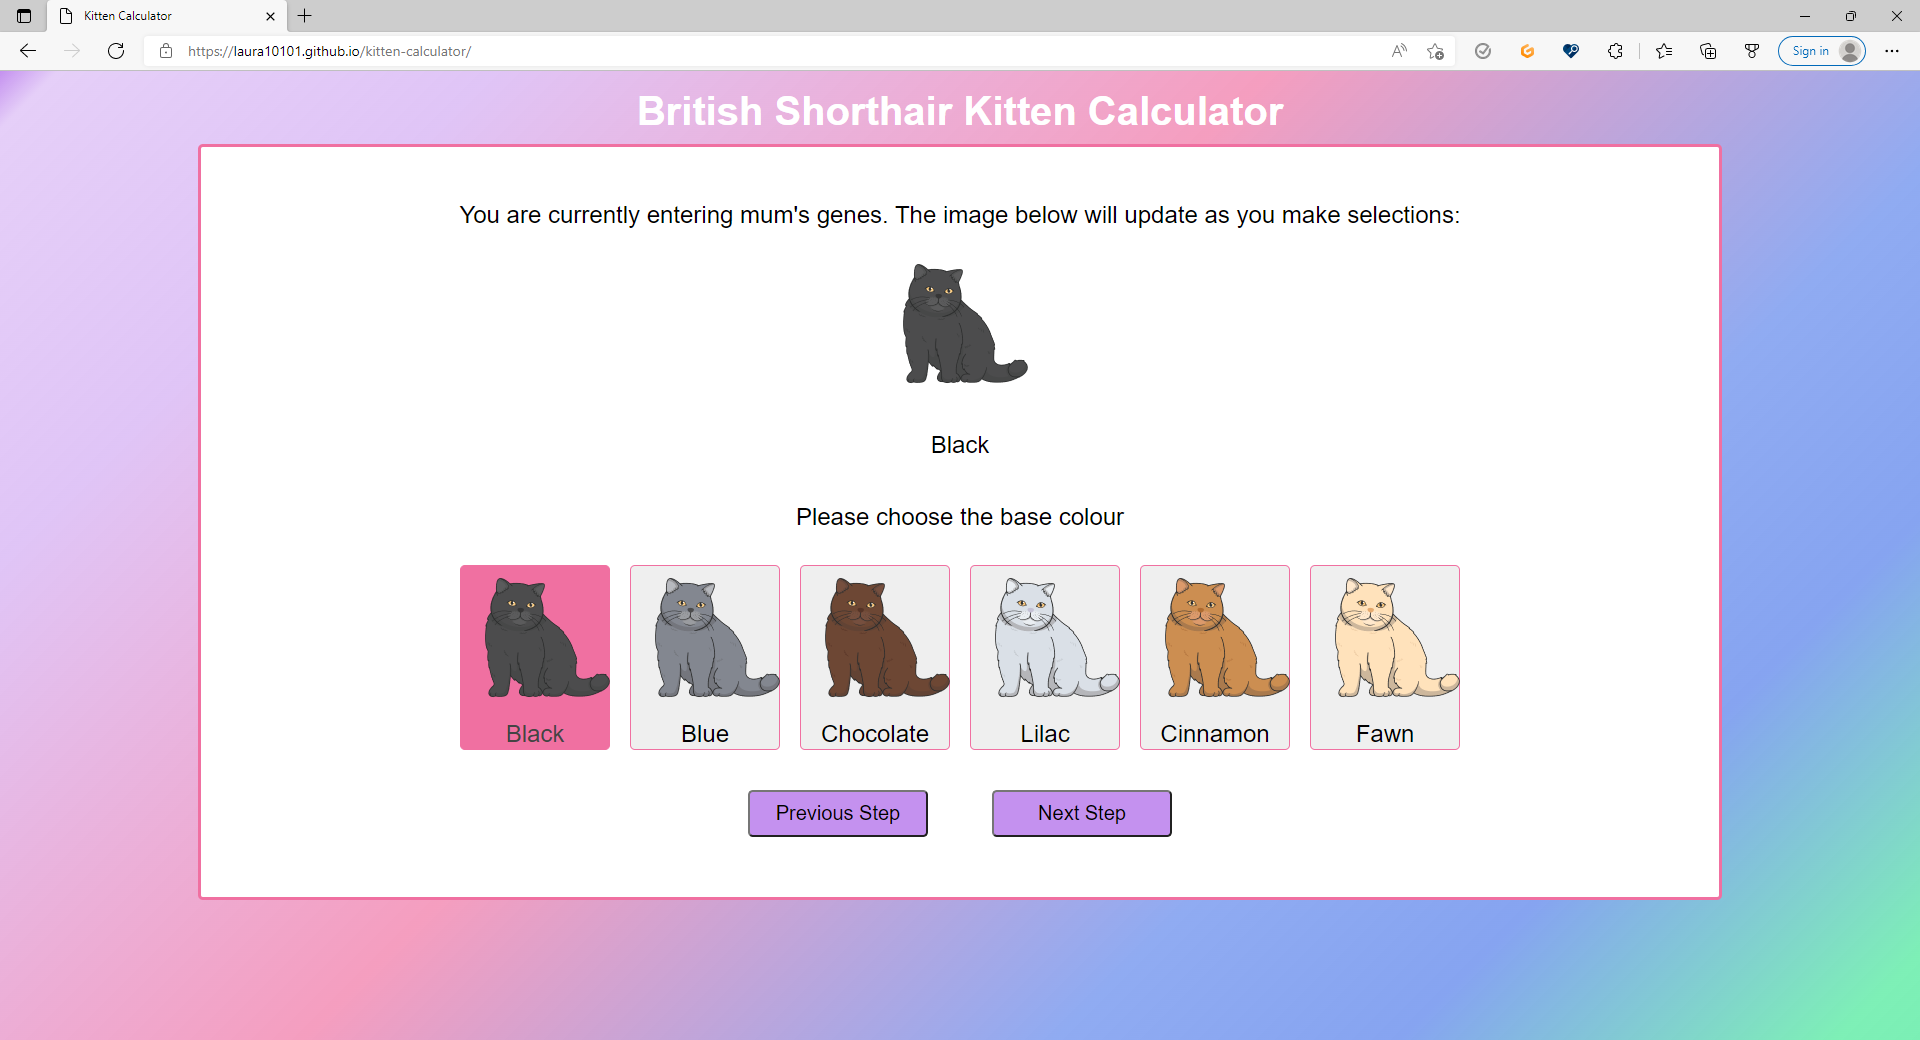 Kitten Calculator
https://laura10101.github.io/kitten-calculator/
Sign in
British Shorthair Kitten Calculator
You are currently entering mum's genes. The image below will update as you make selections:
Black
Please choose the base colour
Black
Blue
Chocolate
Lilac
Cinnamon
Fawn
Previous Step
Next Step